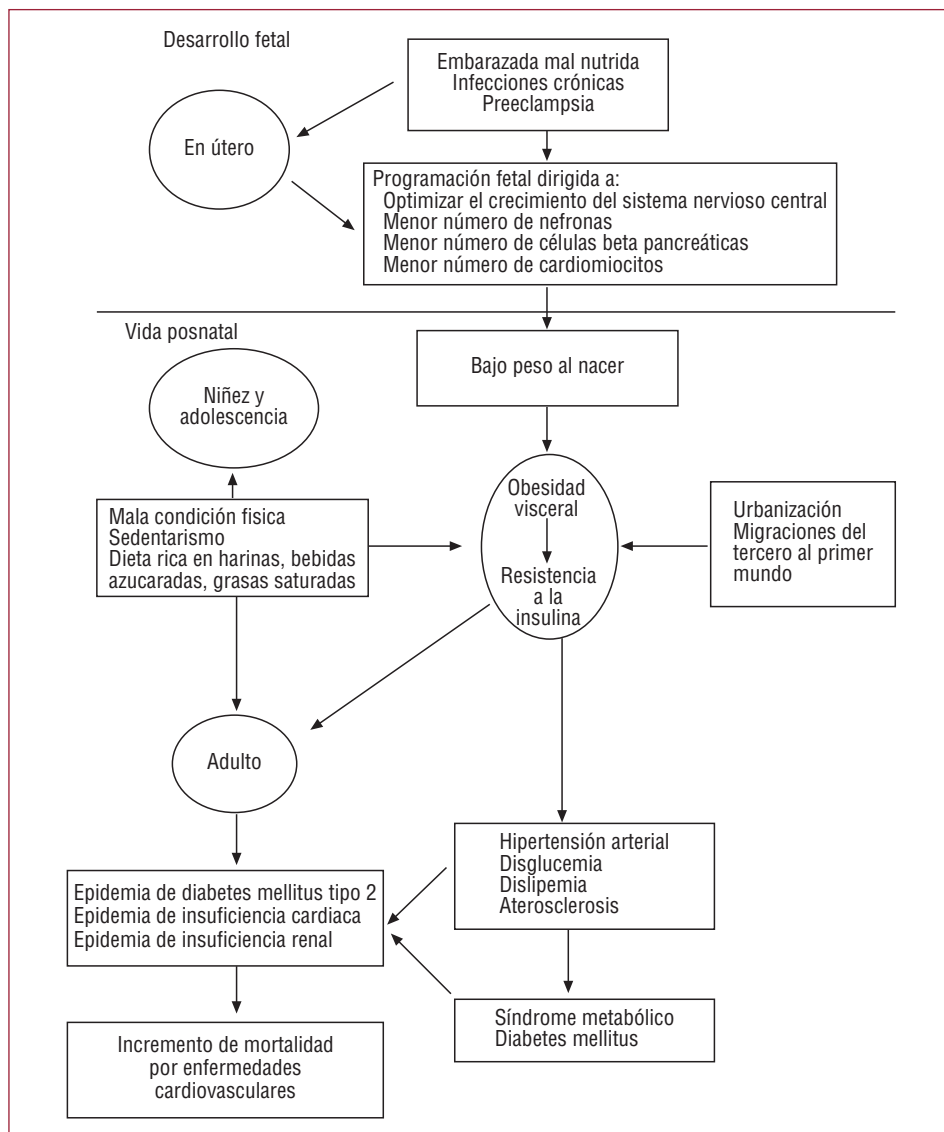 Desarrollo fetal
Embarazada mal nutrida
Infecciones crónicas
Preeclampsia
En útero
Programación fetal dirigida a:
Optimizar el crecimiento del sistema nervioso central
Menor número de nefronas
Menor número de células beta pancreáticas
Menor número de cardiomiocitos
Vida posnatal
Bajo peso al nacer
Niñez y
adolescencia
Obesidad
visceral
Resistencia
a la
insulina
Mala condición fisica
Sedentarismo
Dieta rica en harinas, bebidas
azucaradas, grasas saturadas
Urbanización
Migraciones del
tercero al primer
mundo
Adulto
Hipertensión arterial
Disglucemia
Dislipemia
Aterosclerosis
Epidemia de diabetes mellitus tipo 2
Epidemia de insuficiencia cardiaca
Epidemia de insuficiencia renal
Síndrome metabólico
Diabetes mellitus
Incremento de mortalidad
por enfermedades
cardiovasculares